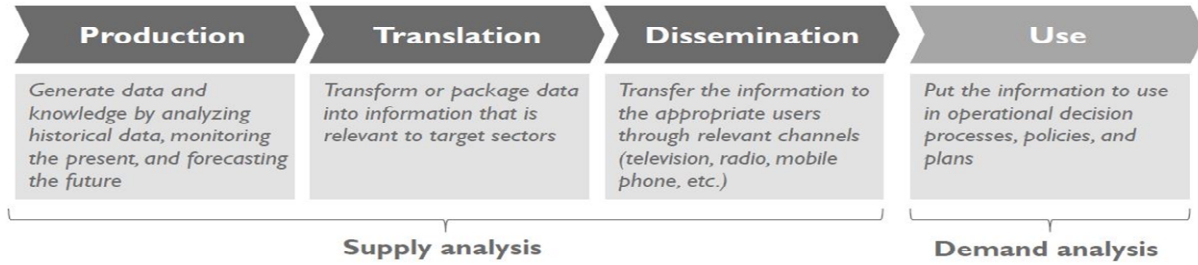 Production
Translation
Dissemination
Use
Generate data and
knowledge by analyzing
historical data, monitoring
the present, and forecasting
the future
Transform or package data
into information that is
relevant to target sectors
Transfer the information to
the appropriate users
through relevant channels
(television, radio, mobile
phone, etc.)
Put the information to use
in operational decision
processes, policies, and
plans
Supply analysis
Demand analysis